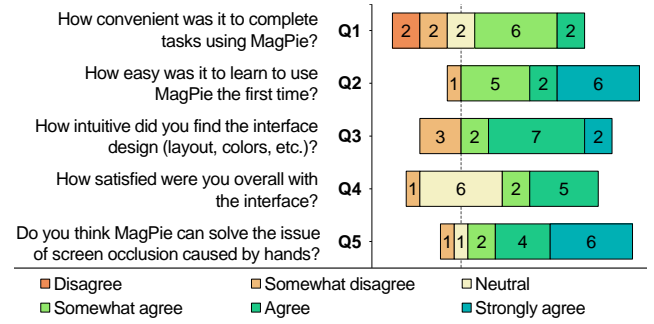 How convenient was it to complete
tasks using MagPie?
Q1
2 2 2 6 2
How easy was it to learn to use
MagPie the first time?
Q2
1 5 2 6
How intuitive did you find the interface
design (layout, colors, etc.)?
Q3
3 2 7 2
How satisfied were you overall with
the interface?
Q4
1 6 2 5
Do you think MagPie can solve the issue
of screen occlusion caused by hands?
Q5
1 1 2 4 6
Disagree Somewhat disagree Neutral
Somewhat agree Agree Strongly agree